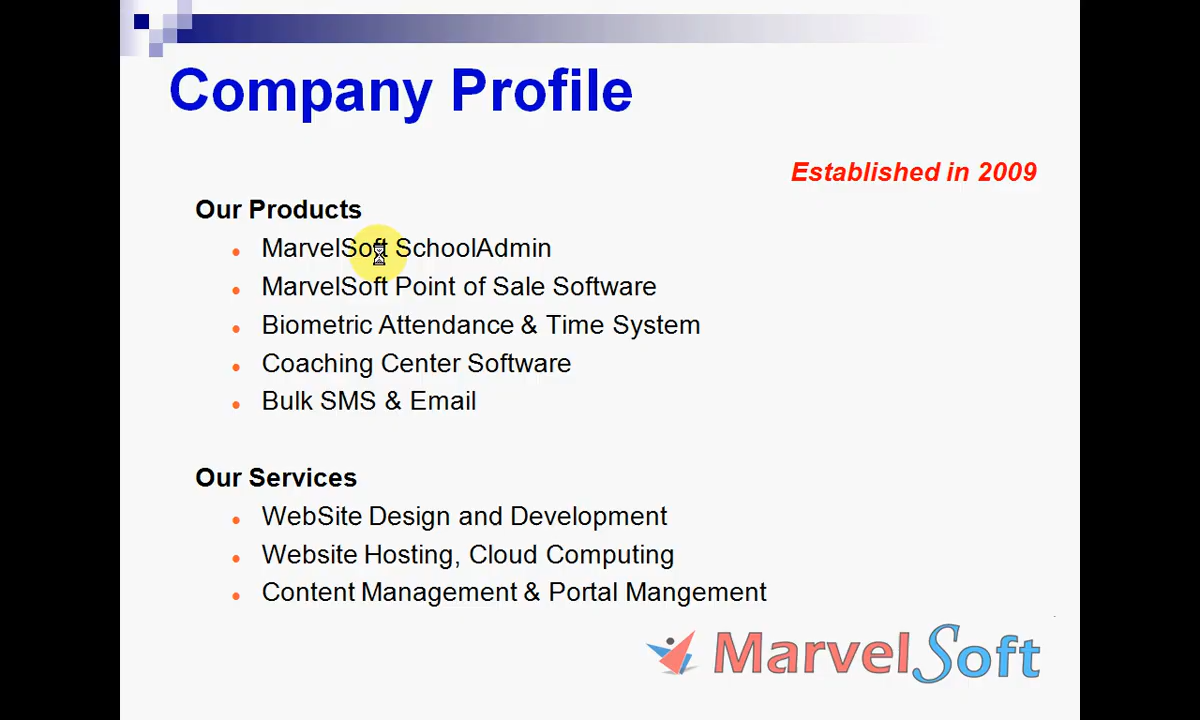 Company Profile
Established in 2009
Our Products
MarvelSoft SchoolAdmin
MarvelSoft Point of Sale Software
Biometric Attendance & Time System
Coaching Center Software
Bulk SMS & Email
Our Services
WebSite Design and Development
Website Hosting, Cloud Computing
Content Management & Portal Mangement
MarvelSoft